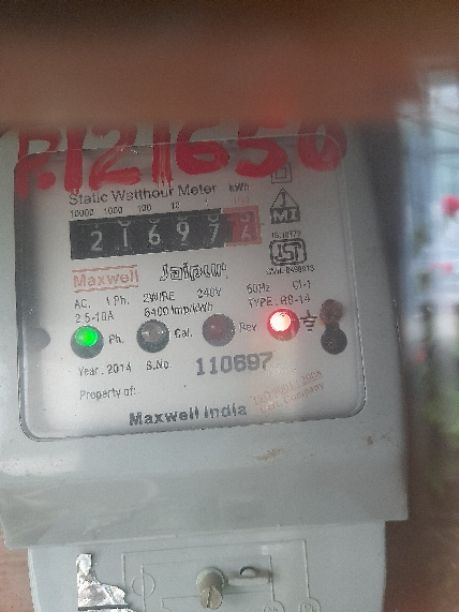 P.121650
Static Watthour Meter kWh
10000 1000 100 10 1 1/10
2 1 6 9 7
Maxwell Jaipur
AC. 1 Ph. 2WIRE 240V 50Hz Cl-1
2.5-10A 6400 Imp/kWh TYPE:
Ph. Cal. Rev
Year. 2014 S.No. 110697
Property of:
Maxwell India